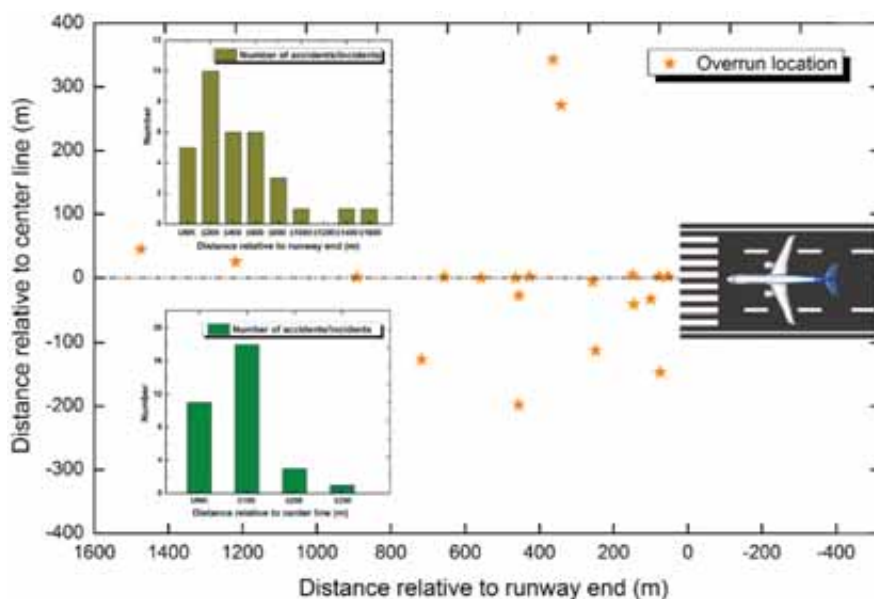 400
300
200
100
0
-100
-200
-300
-400
Distance relative to center line (m)
1600
1400
1200
1000
800
600
400
200
0
-200
-400
Distance relative to runway end (m)
Overrun location
Number of accidents/incidents
Number
Distance relative to runway end (m)
Number of accidents/incidents
Number
Distance relative to center line (m)